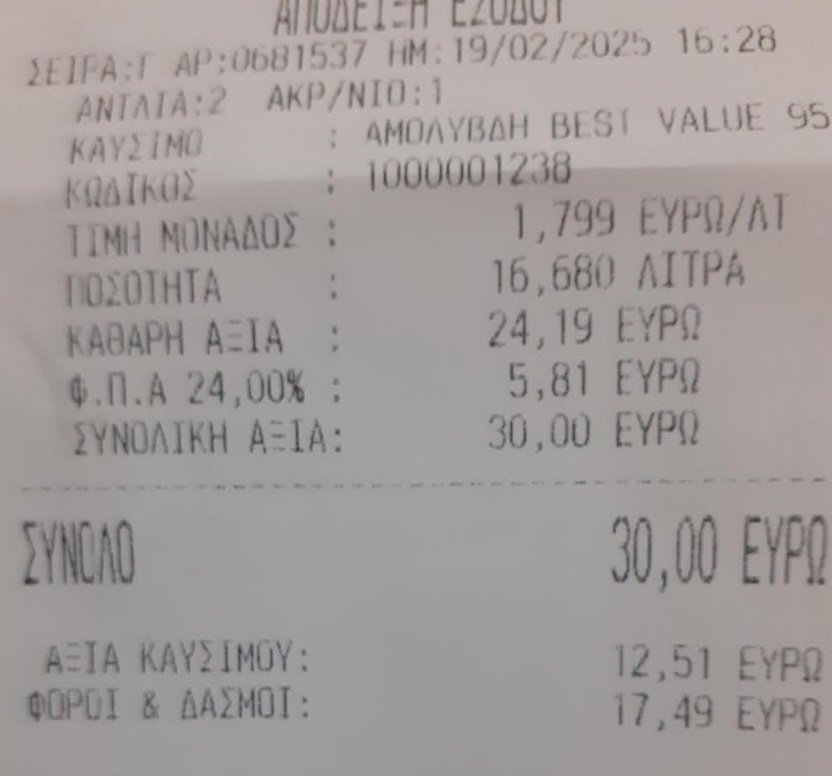 ΑΠΟΔΕΙΞΗ ΕΣΟΔΟΥ
ΣΕΙΡΑ:Γ ΑΡ:0681537 ΗΜ:19/02/2025 16:28
ΑΝΤΛΙΑ:2 ΑΚΡ/ΝΙΟ:1
ΚΑΥΣΙΜΟ : ΑΜΟΛΥΒΔΗ BEST VALUE 95
ΚΩΔΙΚΟΣ : 1000001238
ΤΙΜΗ ΜΟΝΑΔΟΣ : 1,799 ΕΥΡΩ/ΛΤ
ΠΟΣΟΤΗΤΑ : 16,680 ΛΙΤΡΑ
ΚΑΘΑΡΗ ΑΞΙΑ : 24,19 ΕΥΡΩ
Φ.Π.Α 24,00% : 5,81 ΕΥΡΩ
ΣΥΝΟΛΙΚΗ ΑΞΙΑ: 30,00 ΕΥΡΩ
ΣΥΝΟΛΟ 30,00 ΕΥΡΩ
ΑΞΙΑ ΚΑΥΣΙΜΟΥ: 12,51 ΕΥΡΩ
ΦΟΡΟΙ & ΔΑΣΜΟΙ: 17,49 ΕΥΡΩ